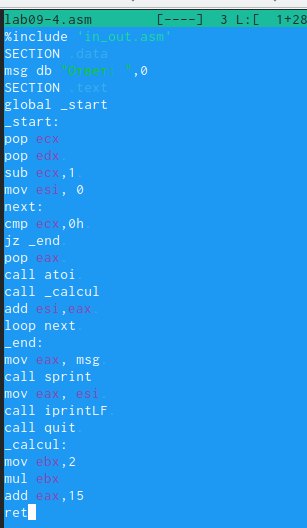 lab09-4.asm [----] 3 L:[ 1+28
%include 'in_out.asm'
SECTION .data
msg db "Ответ: ",0
SECTION .text
global _start
_start:
pop ecx
pop edx
sub ecx,1
mov esi, 0
next:
cmp ecx,0h
jz _end
pop eax
call atoi
call _calcul
add esi,eax
loop next
_end:
mov eax, msg
call sprint
mov eax, esi
call iprintLF
call quit
_calcul:
mov ebx,2
mul ebx
add eax,15
ret